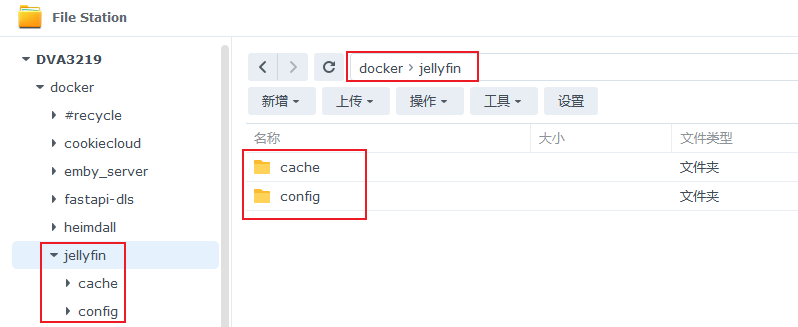 File Station
DVA3219
docker
#recycle
cookiecloud
emby_server
fastapi-dls
heimdall
jellyfin
cache
config
docker › jellyfin
新增 上传 操作 工具 设置
名称 大小 文件类型
cache 文件夹
config 文件夹